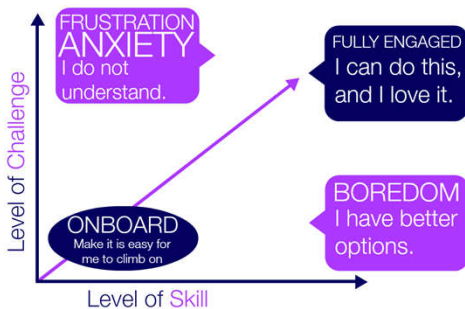 FRUSTRATION
ANXIETY
I do not
understand.
FULLY ENGAGED
I can do this,
and I love it.
BOREDOM
I have better
options.
ONBOARD
Make it is easy for
me to climb on
Level of Challenge
Level of Skill